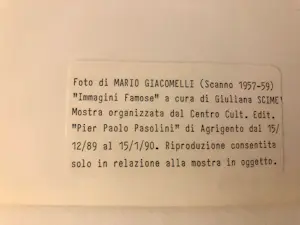 Foto di MARIO GIACOMELLI (Scanno 1957-59)
"Immagini Famose" a cura di Giuliana SCIME'
Mostra organizzata dal Centro Cult. Edit.
"Pier Paolo Pasolini" di Agrigento dal 15/
12/89 al 15/1/90. Riproduzione consentita
solo in relazione alla mostra in oggetto.